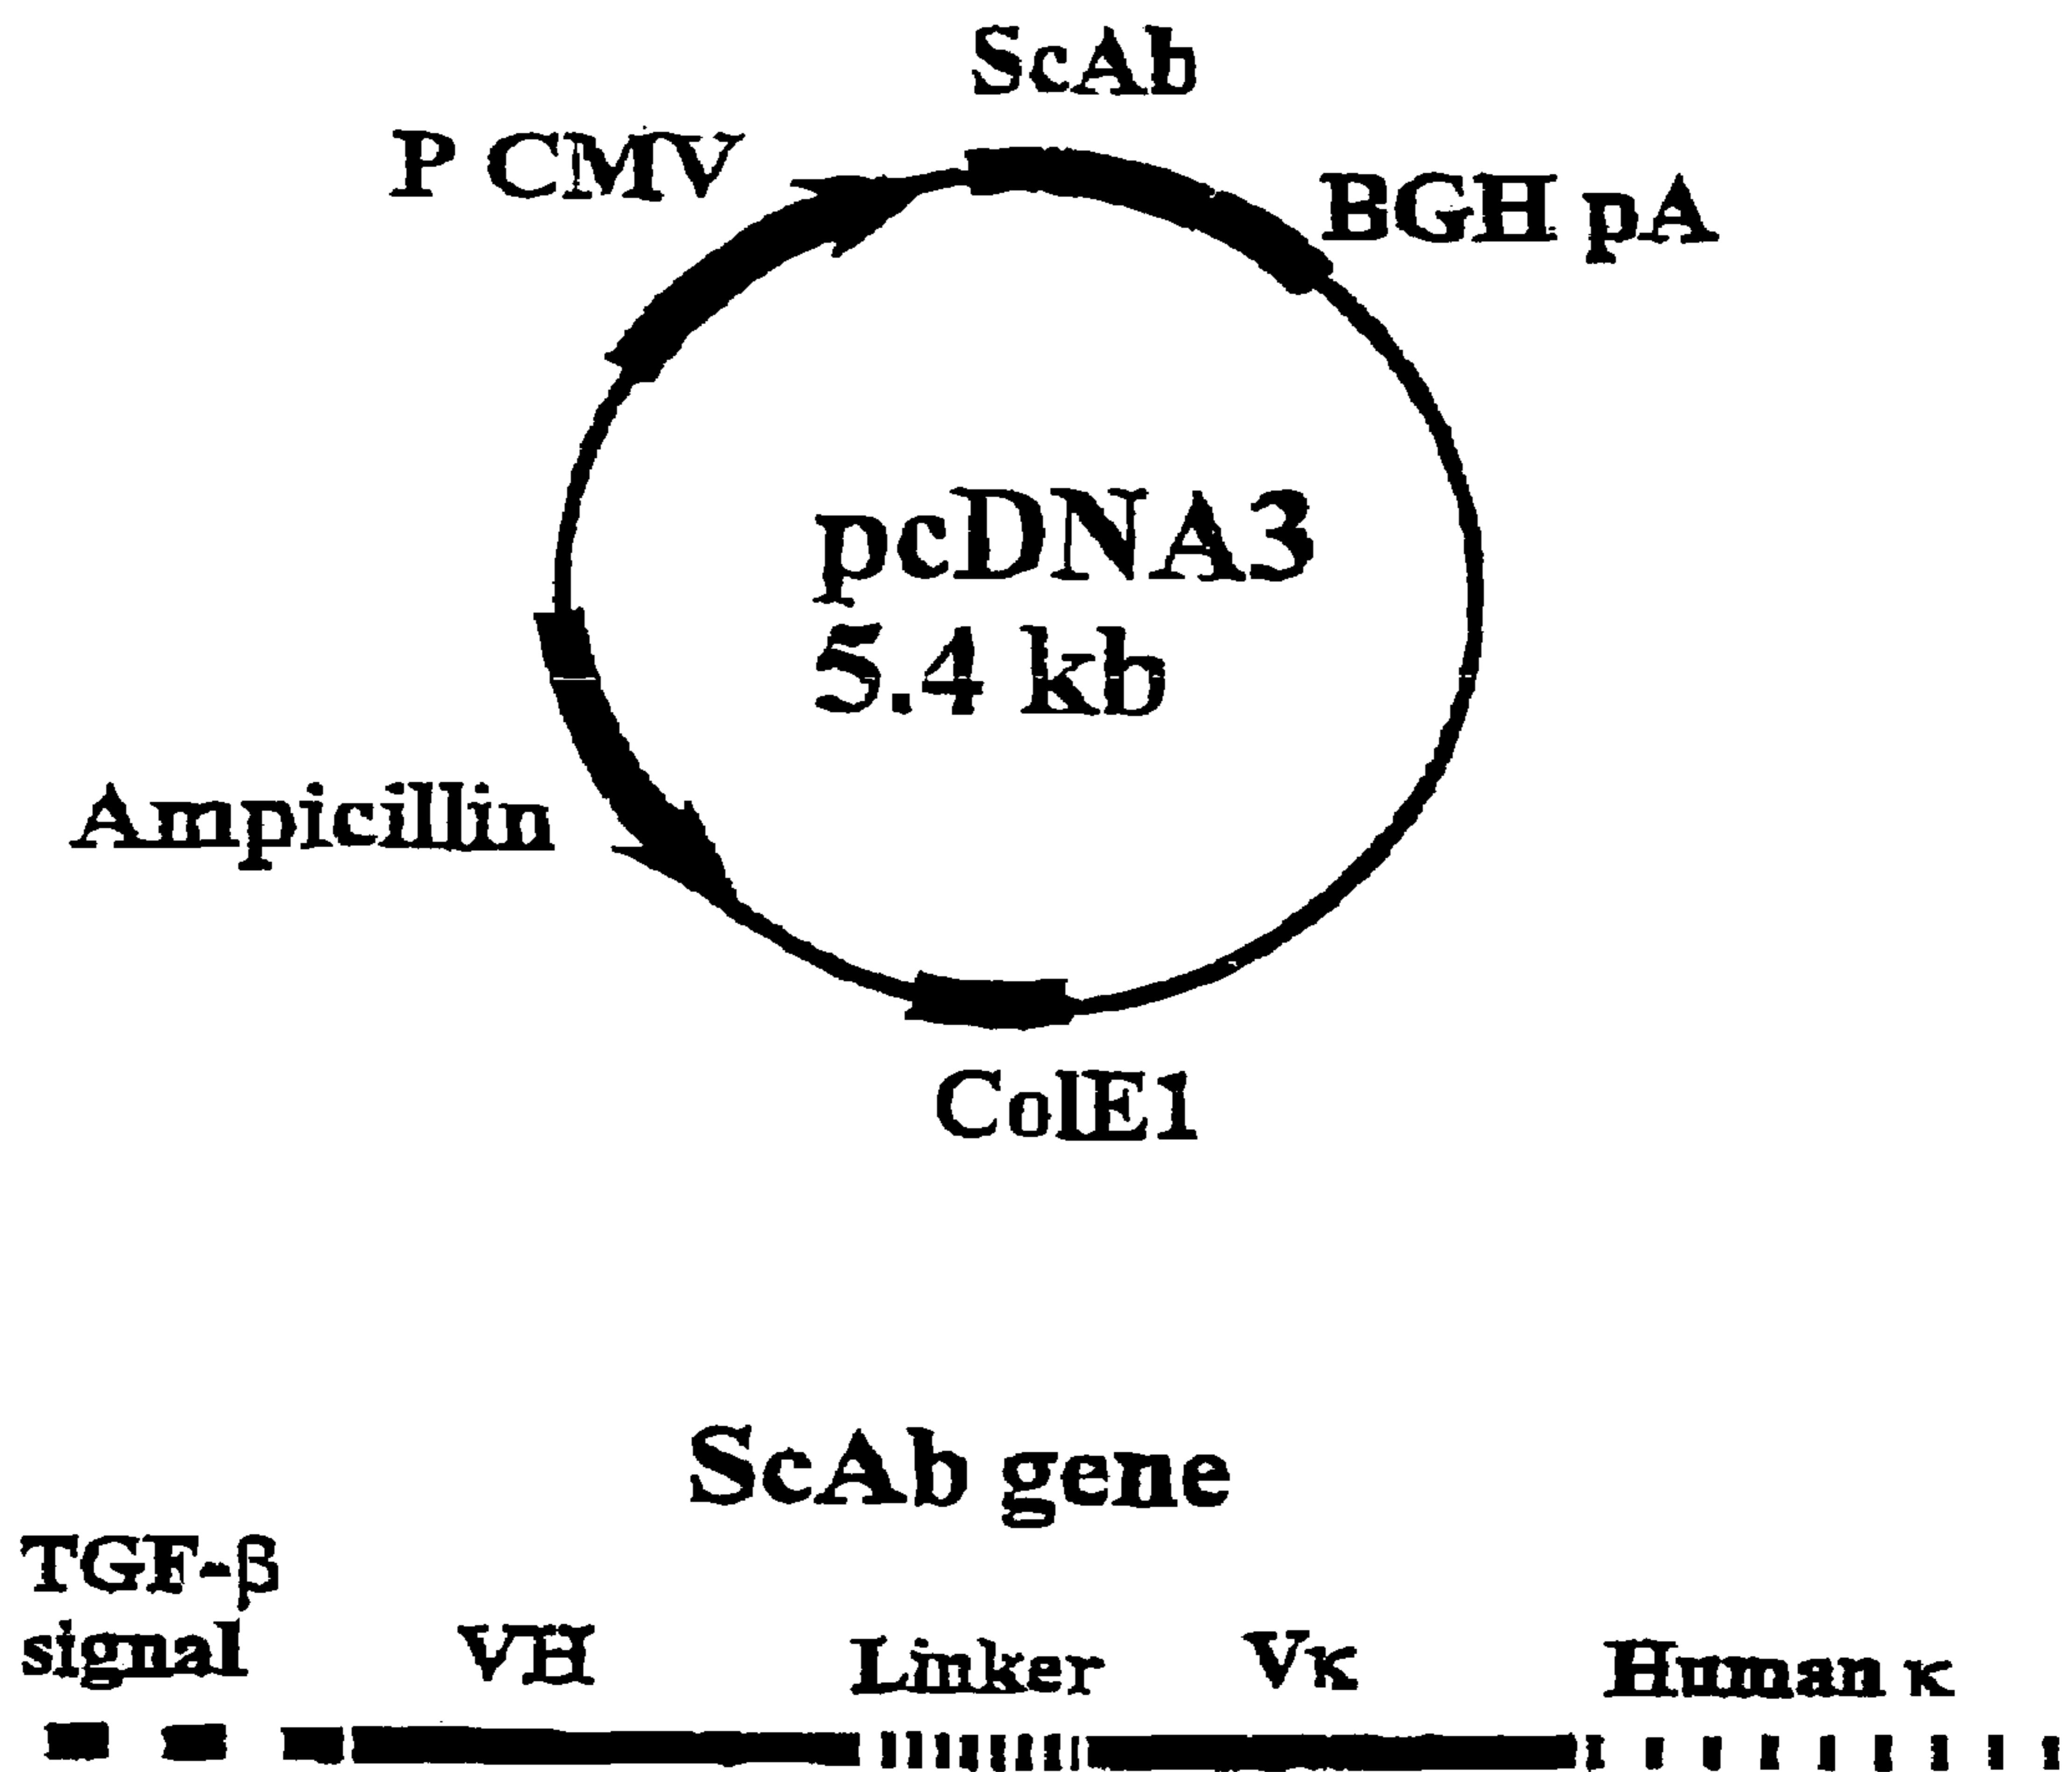 ScAb
P CMV
BGH pA
pcDNA3
5.4 kb
Ampicillin
ColE1
ScAb gene
TGF-β
signal
VH
Linker
Vκ
Human κ